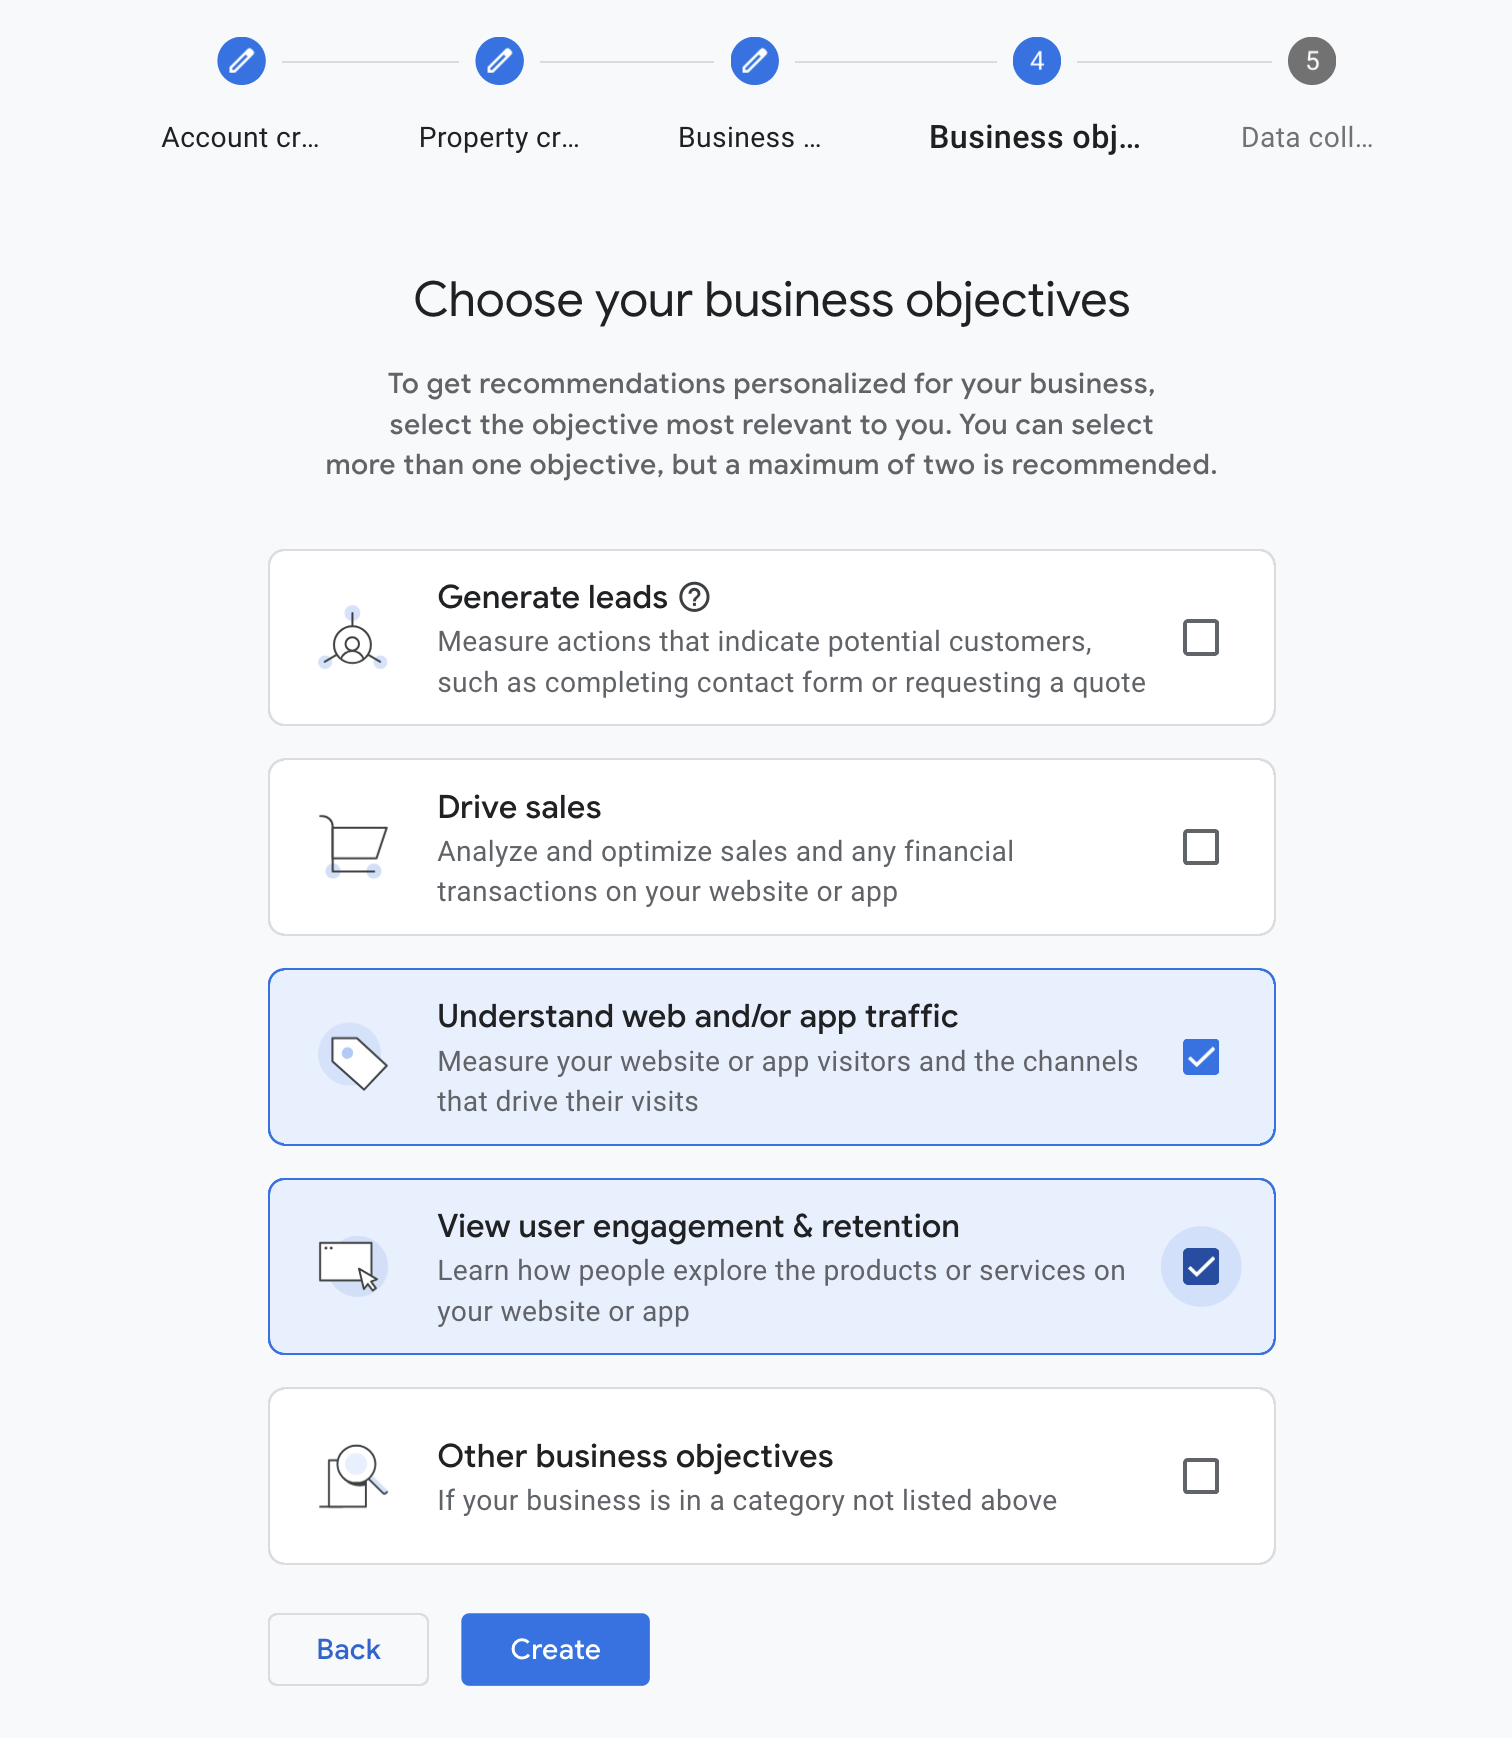 4
5
Account cr...
Property cr...
Business ...
Business obj...
Data coll...
Choose your business objectives
To get recommendations personalized for your business,
select the objective most relevant to you. You can select
more than one objective, but a maximum of two is recommended.
Generate leads ?
Measure actions that indicate potential customers,
such as completing contact form or requesting a quote
Drive sales
Analyze and optimize sales and any financial
transactions on your website or app
Understand web and/or app traffic
Measure your website or app visitors and the channels
that drive their visits
View user engagement & retention
Learn how people explore the products or services on
your website or app
Other business objectives
If your business is in a category not listed above
Back
Create